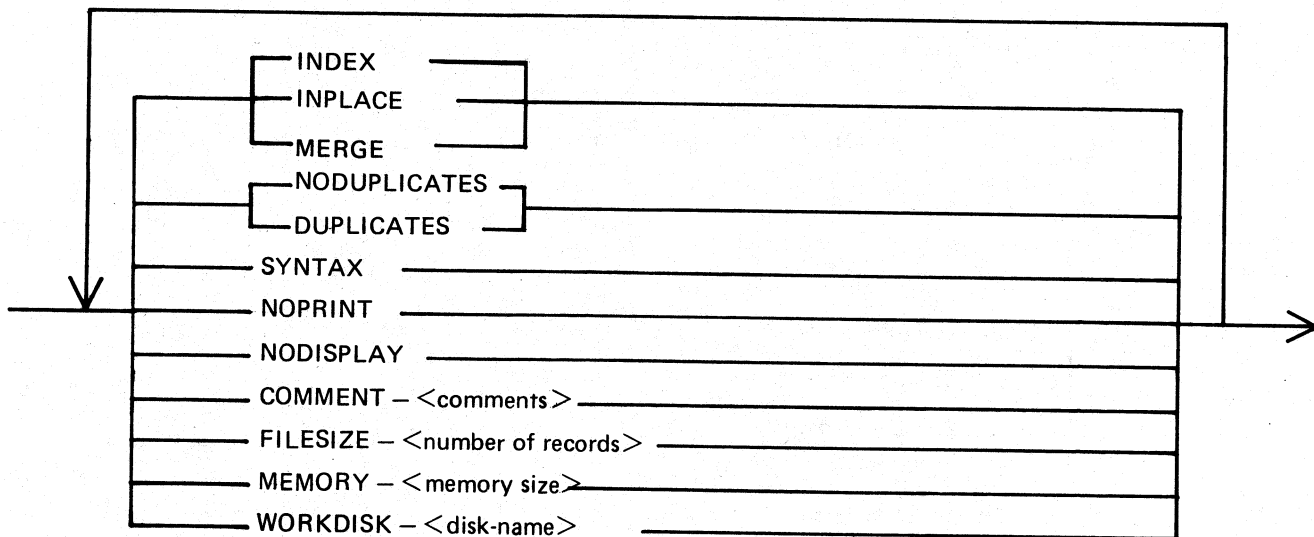 INDEX
INPLACE
MERGE
NODUPLICATES
DUPLICATES
SYNTAX
NOPRINT
NODISPLAY
COMMENT – <comments>
FILESIZE – <number of records>
MEMORY – <memory size>
WORKDISK – <disk-name>